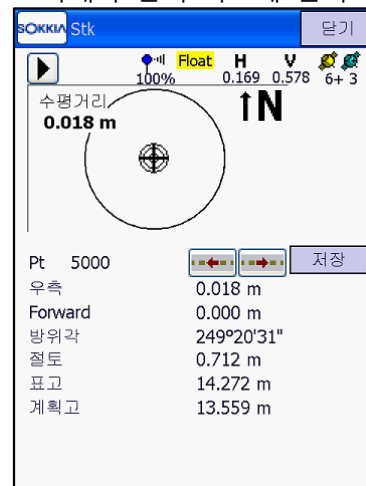 SOKKIA Stk 닫기
Float H V
100% 0.169 0.578 6+ 3
수평거리
0.018 m
N
Pt 5000 저장
우측 0.018 m
Forward 0.000 m
방위각 249º20'31"
절토 0.712 m
표고 14.272 m
계획고 13.559 m